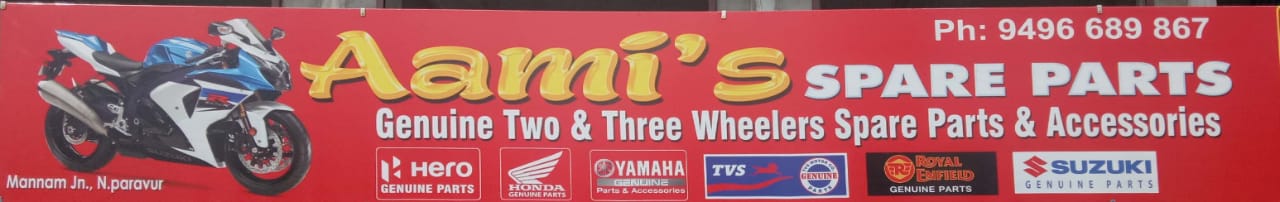 Ph: 9496 689 867
Aami's SPARE PARTS
Genuine Two & Three Wheelers Spare Parts & Accessories
Hero
GENUINE PARTS
HONDA
GENUINE PARTS
YAMAHA
GENUINE
Parts & Accessories
TVS
GENUINE
PARTS
ROYAL
ENFIELD
GENUINE PARTS
SUZUKI
GENUINE PARTS
Mannam Jn., N.paravur